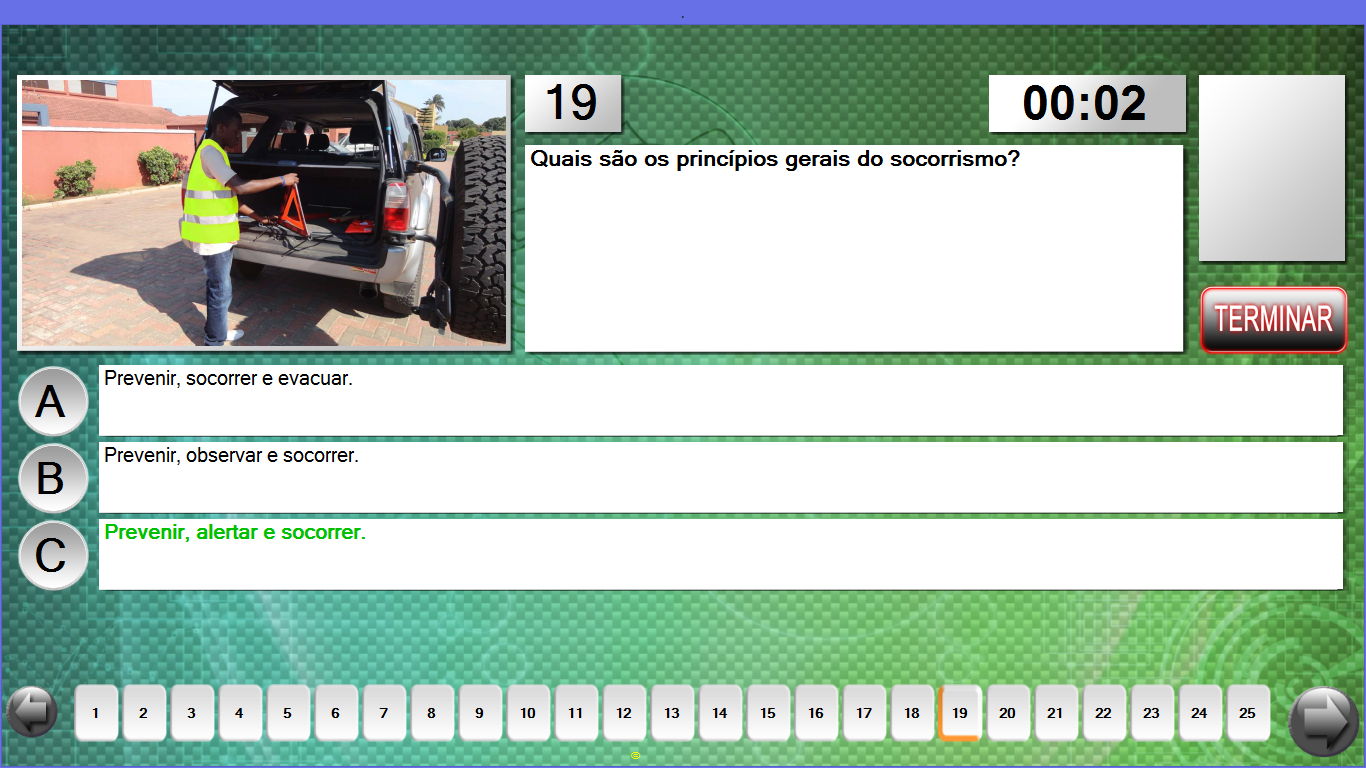 19
00:02
Quais são os princípios gerais do socorrismo?
TERMINAR
A
Prevenir, socorrer e evacuar.
B
Prevenir, observar e socorrer.
C
Prevenir, alertar e socorrer.
1 2 3 4 5 6 7 8 9 10 11 12 13 14 15 16 17 18 19 20 21 22 23 24 25
©